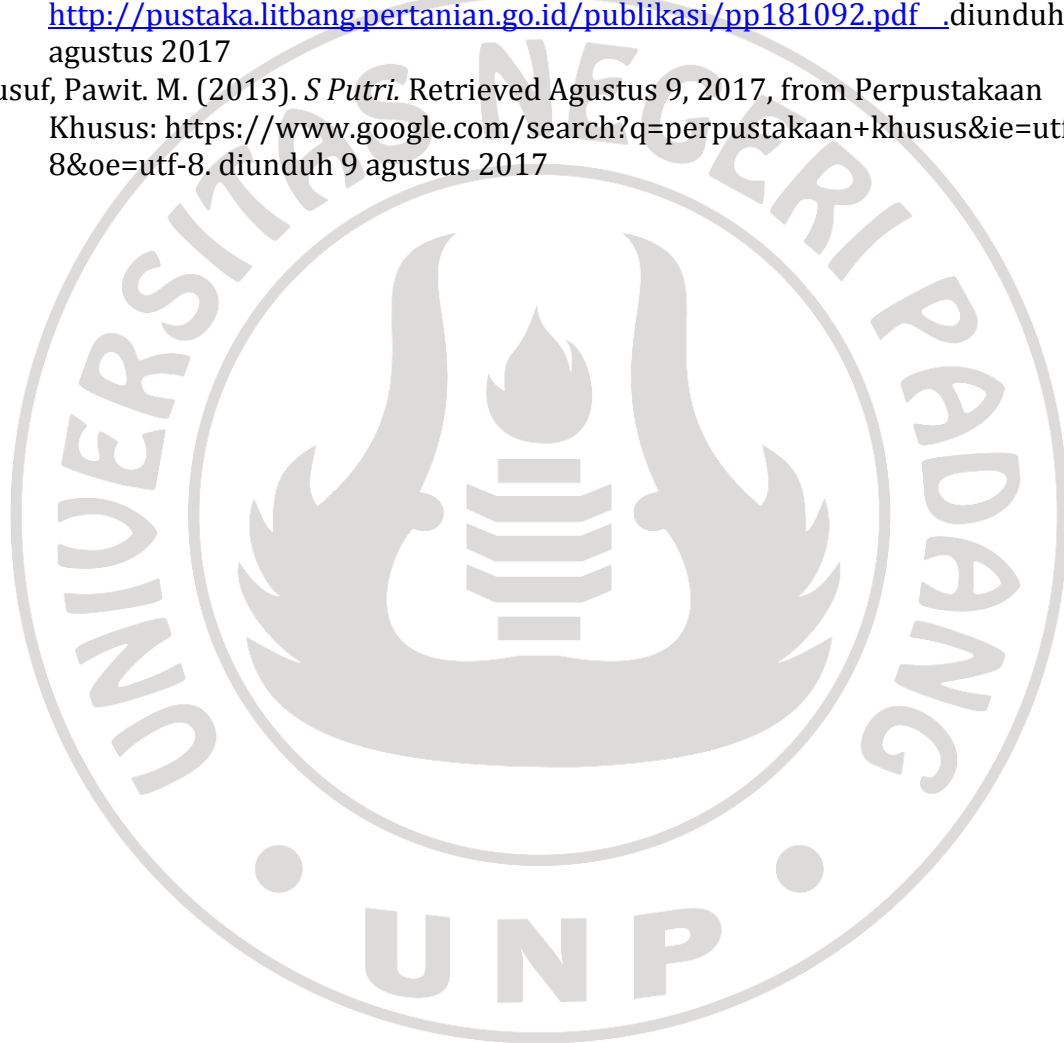 http://pustaka.litbang.pertanian.go.id/publikasi/pp181092.pdf .diunduh
agustus 2017
usuf, Pawit. M. (2013). S Putri. Retrieved Agustus 9, 2017, from Perpustakaan
Khusus: https://www.google.com/search?q=perpustakaan+khusus&ie=utf
8&oe=utf-8. diunduh 9 agustus 2017
UNIVERSITAS NEGERI PADANG
UNP